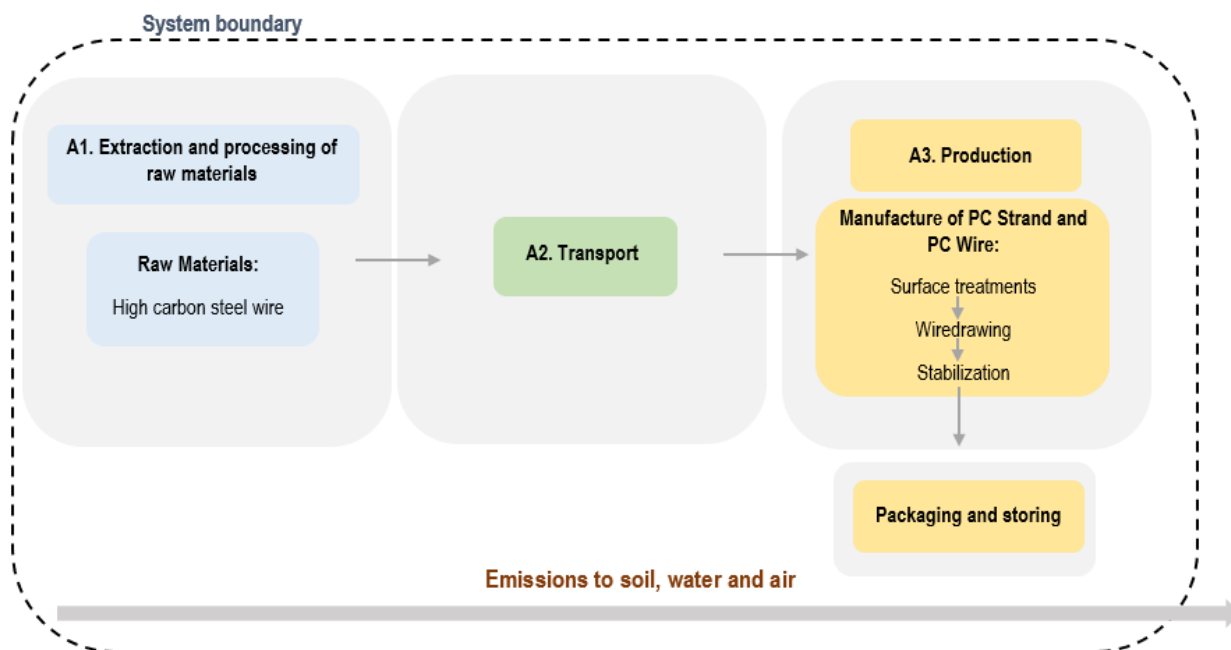 System boundary
A1. Extraction and processing of
raw materials
Raw Materials:
High carbon steel wire
A2. Transport
A3. Production
Manufacture of PC Strand and
PC Wire:
Surface treatments
Wiredrawing
Stabilization
Packaging and storing
Emissions to soil, water and air